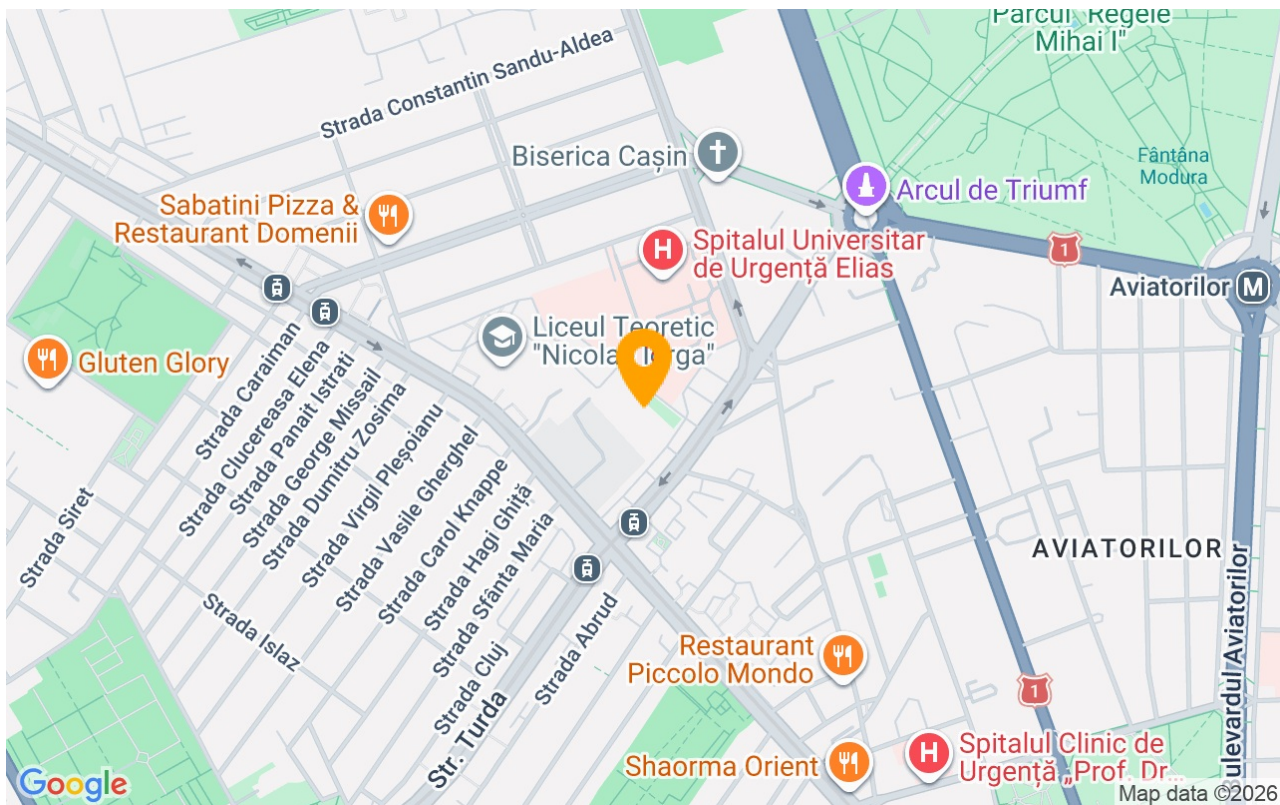 Parcul "Regele
Mihai I"
Strada Constantin Sandu-Aldea
Biserica Cașin
Fântâna
Modura
Arcul de Triumf
Sabatini Pizza &
Restaurant Domenii
H
Spitalul Universitar
de Urgență Elias
1
Aviatorilor
M
Liceul Teoretic
Gluten Glory
Strada Caraiman
Strada Clucereasa Elena
Strada Panait Istrati
Strada George Missail
Strada Dumitru Zosima
Strada Virgil Pleșoianu
Strada Vasile Gherghel
Strada Carol Knappe
Strada Hagi Ghiță
Strada Sfânta Maria
Strada Cluj
Str. Turda
Strada Abrud
Strada Siret
Strada Islaz
AVIATORILOR
Bulevardul Aviatorilor
Restaurant
Piccolo Mondo
1
Shaorma Orient
H
Spitalul Clinic de
Urgență „Prof. Dr...
Google
Map data ©2026